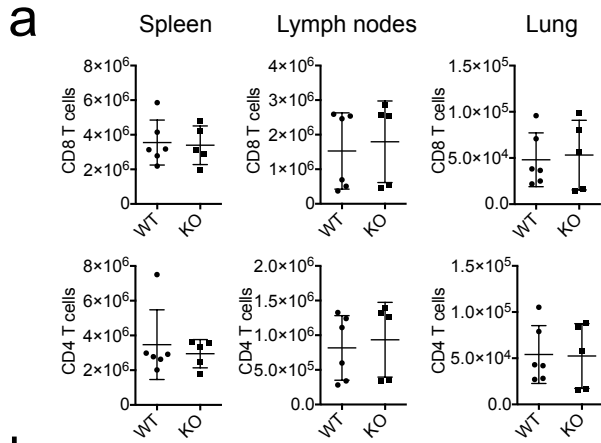 a
Spleen
Lymph nodes
Lung
CD8 T cells
8×10⁶
6×10⁶
4×10⁶
2×10⁶
0
WT
KO
CD8 T cells
4×10⁶
3×10⁶
2×10⁶
1×10⁶
0
WT
KO
CD8 T cells
1.5×10⁵
1.0×10⁵
5.0×10⁴
0.0
WT
KO
CD4 T cells
8×10⁶
6×10⁶
4×10⁶
2×10⁶
0
WT
KO
CD4 T cells
2.0×10⁶
1.5×10⁶
1.0×10⁶
5.0×10⁵
0.0
WT
KO
CD4 T cells
1.5×10⁵
1.0×10⁵
5.0×10⁴
0.0
WT
KO